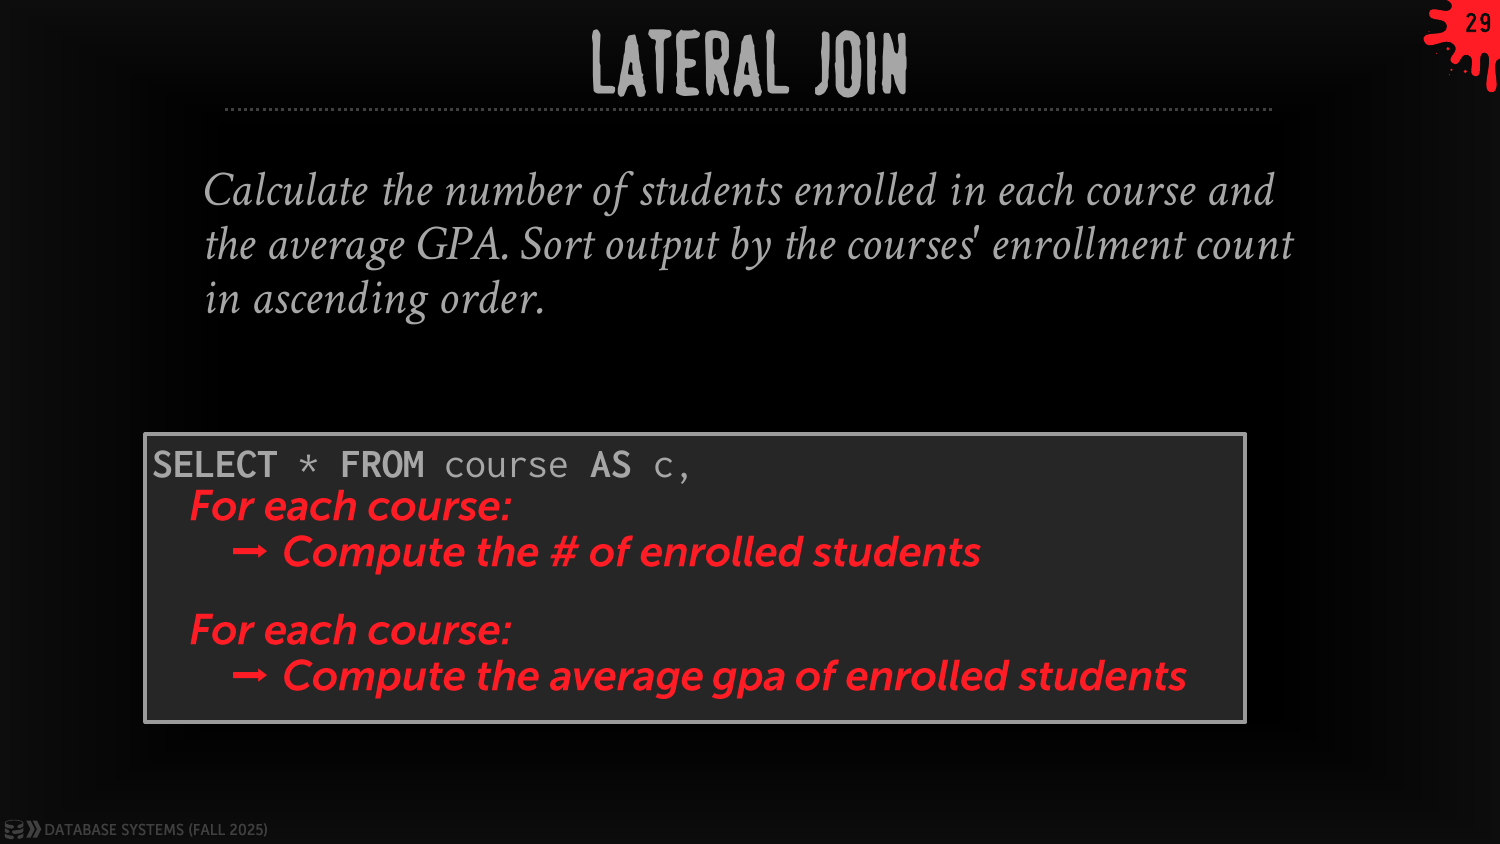 29
LATERAL JOIN
Calculate the number of students enrolled in each course and
the average GPA. Sort output by the courses' enrollment count
in ascending order.
SELECT * FROM course AS c,
For each course:
→ Compute the # of enrolled students
For each course:
→ Compute the average gpa of enrolled students
DATABASE SYSTEMS (FALL 2025)